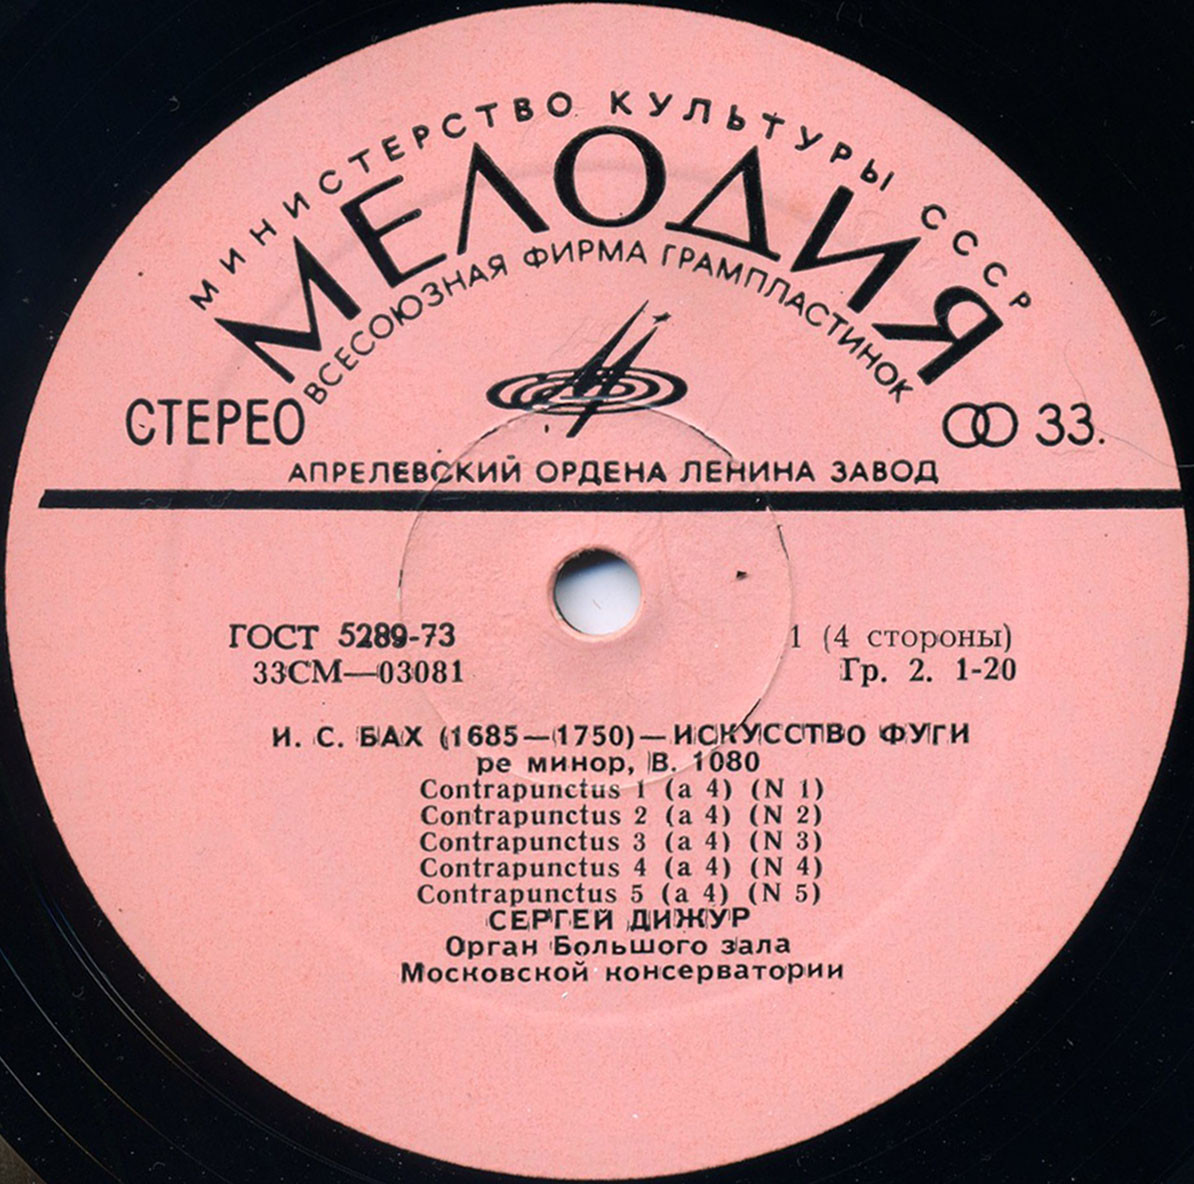 МИНИСТЕРСТВО КУЛЬТУРЫ СССР
МЕЛОДИЯ
ВСЕСОЮЗНАЯ ФИРМА ГРАМПЛАСТИНОК
СТЕРЕО
33.
АПРЕЛЕВСКИЙ ОРДЕНА ЛЕНИНА ЗАВОД
ГОСТ 5289-73
1 (4 стороны)
33СМ—03081
Гр. 2. 1-20
И. С. БАХ (1685—1750) — ИСКУССТВО ФУГИ
ре минор, В. 1080
Contrapunctus 1 (a 4) (N 1)
Contrapunctus 2 (a 4) (N 2)
Contrapunctus 3 (a 4) (N 3)
Contrapunctus 4 (a 4) (N 4)
Contrapunctus 5 (a 4) (N 5)
СЕРГЕЙ ДИЖУР
Орган Большого зала
Московской консерватории